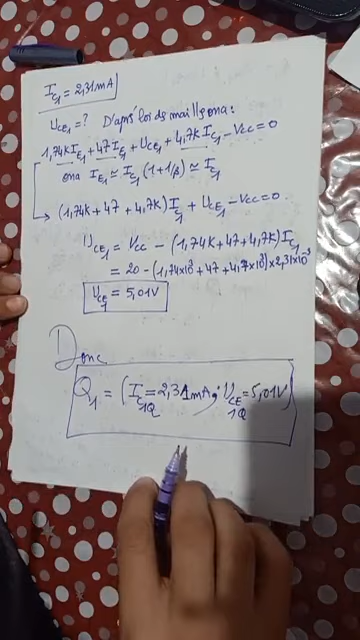 I_C1 = 2,31mA
U_CE1 = ? D'après loi des maills ona:
1,74k I_E1 + 47 I_E1 + U_CE1 + 4,7k I_C1 - Vcc = 0
ona I_E1 ≃ I_C1 (1+1/β) ≃ I_C1
→ (1,74k + 47 + 4,7k) I_C1 + U_CE1 - Vcc = 0
U_CE1 = Vcc - (1,74k + 47 + 4,7k) I_C1
= 20 - (1,74×10³ + 47 + 4,7×10³) × 2,31×10⁻³
U_CE1 = 5,01V
Donc
Q_1 = (I_C1Q = 2,31mA ; U_CE1Q = 5,01V)